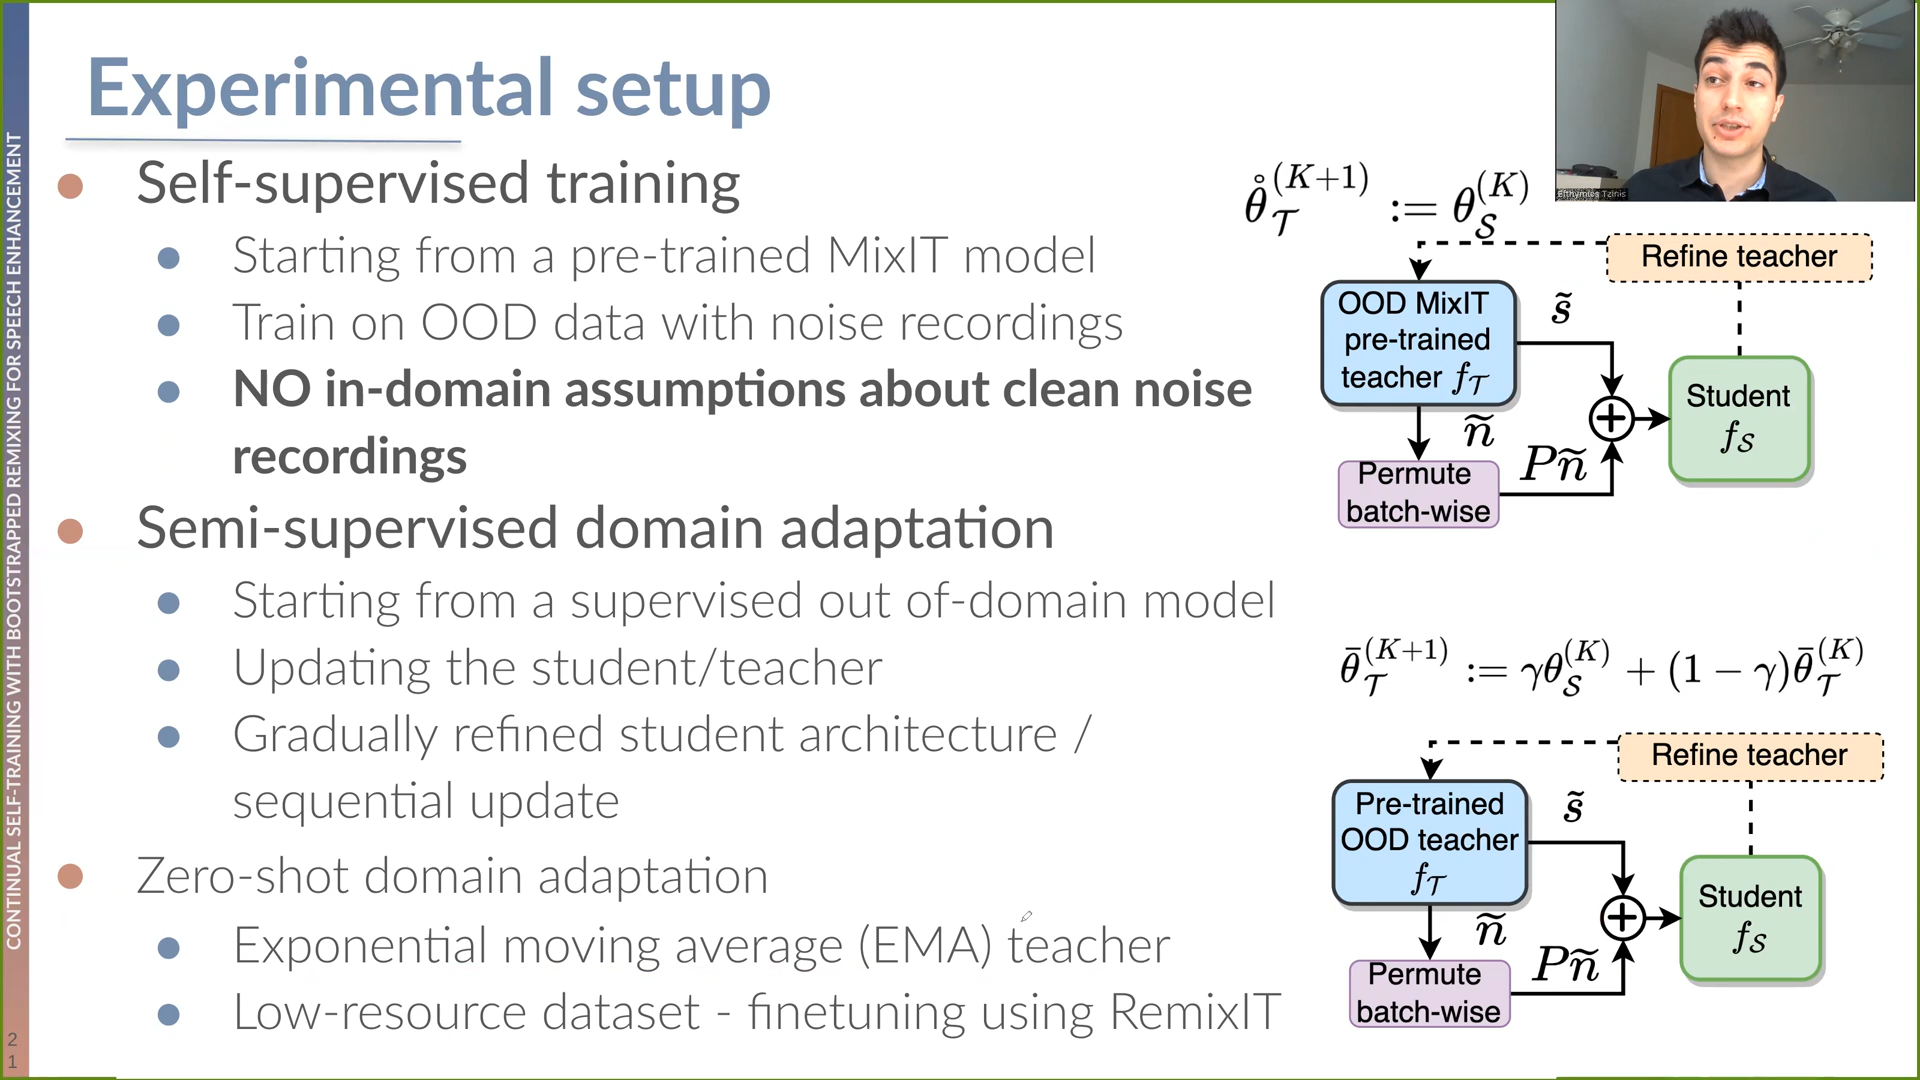 Experimental setup
CONTINUAL SELF-TRAINING WITH BOOTSTRAPPED REMIXING FOR SPEECH ENHANCEMENT
Self-supervised training
Starting from a pre-trained MixIT model
Train on OOD data with noise recordings
NO in-domain assumptions about clean noise
recordings
Semi-supervised domain adaptation
Starting from a supervised out of-domain model
Updating the student/teacher
Gradually refined student architecture /
sequential update
Zero-shot domain adaptation
Exponential moving average (EMA) teacher
Low-resource dataset - finetuning using RemixIT
21
Efthymios Tzinis
θ̊_𝒯^(K+1) := θ_𝒮^(K)
Refine teacher
OOD MixIT
pre-trained
teacher f_𝒯
s̃
ñ
Permute
batch-wise
Pñ
+
Student
f_𝒮
θ̄_𝒯^(K+1) := γθ_𝒮^(K) + (1 − γ)θ̄_𝒯^(K)
Refine teacher
Pre-trained
OOD teacher
f_𝒯
s̃
ñ
Permute
batch-wise
Pñ
+
Student
f_𝒮